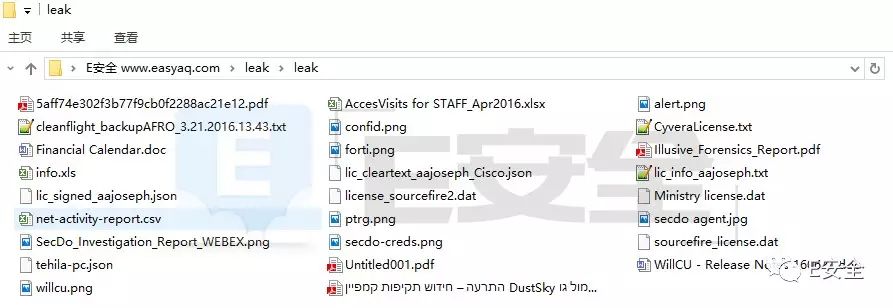 leak
主页 共享 查看
E安全 www.easyaq.com › leak › leak
5aff74e302f3b77f9cb0f2288ac21e12.pdf AccesVisits for STAFF_Apr2016.xlsx alert.png
cleanflight_backupAFRO_3.21.2016.13.43.txt confid.png CyveraLicense.txt
Financial Calendar.doc forti.png Illusive_Forensics_Report.pdf
info.xls lic_cleartext_aajoseph_Cisco.json lic_info_aajoseph.txt
lic_signed_aajoseph.json license_sourcefire2.dat Ministry license.dat
net-activity-report.csv ptrg.png secdo agent.jpg
SecDo_Investigation_Report_WEBEX.png secdo-creds.png sourcefire_license.dat
tehila-pc.json Untitled001.pdf WillCU - Release
willcu.png התרעה – חידוש תקיפות קמפיין DustSky מול גו...
E安全
E安全